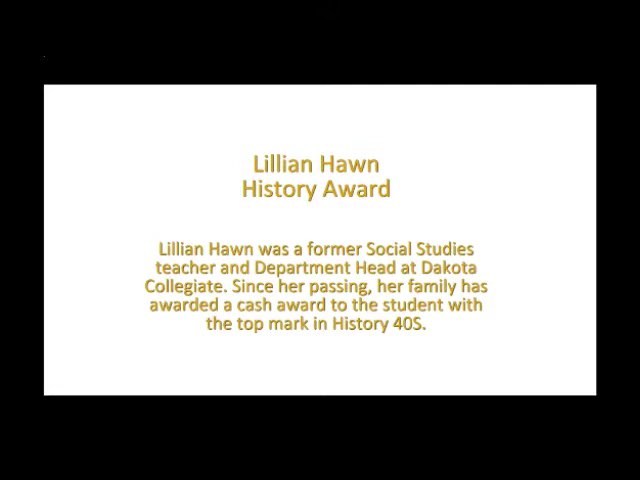 Lillian Hawn
History Award
Lillian Hawn was a former Social Studies
teacher and Department Head at Dakota
Collegiate. Since her passing, her family has
awarded a cash award to the student with
the top mark in History 40S.